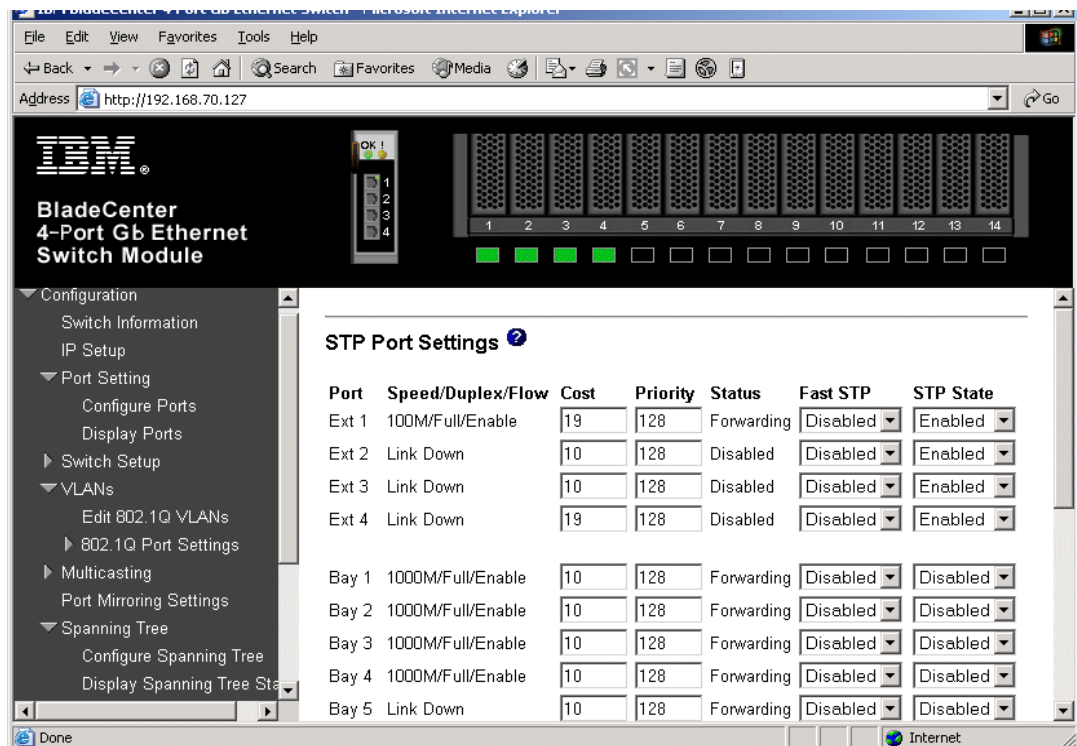 BladeCenter 4-Port Gb Ethernet Switch - Microsoft Internet Explorer
File Edit View Favorites Tools Help
Back Search Favorites Media
Address http://192.168.70.127 Go
IBM®
BladeCenter
4-Port Gb Ethernet
Switch Module
OK !
1
2
3
4
1 2 3 4 5 6 7 8 9 10 11 12 13 14
Configuration
Switch Information
IP Setup
Port Setting
Configure Ports
Display Ports
Switch Setup
VLANs
Edit 802.1Q VLANs
802.1Q Port Settings
Multicasting
Port Mirroring Settings
Spanning Tree
Configure Spanning Tree
Display Spanning Tree Sta
STP Port Settings ?
Port Speed/Duplex/Flow Cost Priority Status Fast STP STP State
Ext 1 100M/Full/Enable 19 128 Forwarding Disabled Enabled
Ext 2 Link Down 10 128 Disabled Disabled Enabled
Ext 3 Link Down 10 128 Disabled Disabled Enabled
Ext 4 Link Down 19 128 Disabled Disabled Enabled
Bay 1 1000M/Full/Enable 10 128 Forwarding Disabled Disabled
Bay 2 1000M/Full/Enable 10 128 Forwarding Disabled Disabled
Bay 3 1000M/Full/Enable 10 128 Forwarding Disabled Disabled
Bay 4 1000M/Full/Enable 10 128 Forwarding Disabled Disabled
Bay 5 Link Down 10 128 Forwarding Disabled Disabled
Done Internet